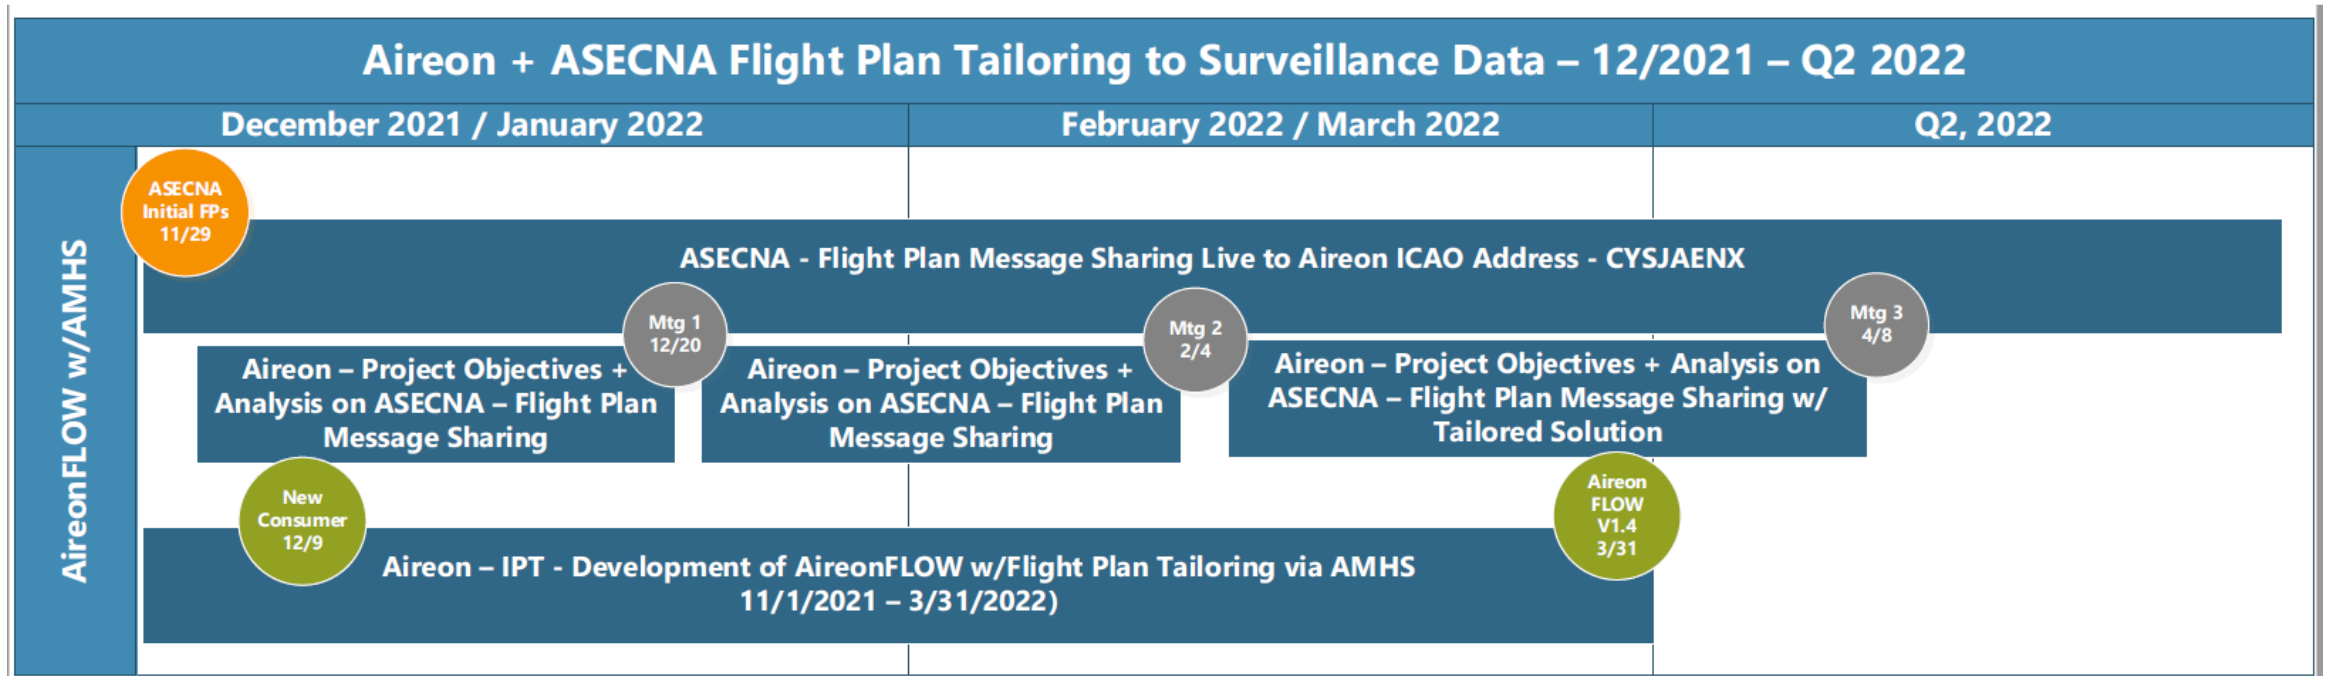 Aireon + ASECNA Flight Plan Tailoring to Surveillance Data – 12/2021 – Q2 2022
December 2021 / January 2022
February 2022 / March 2022
Q2, 2022
AireonFLOW w/AMHS
ASECNA
Initial FPs
11/29
ASECNA - Flight Plan Message Sharing Live to Aireon ICAO Address - CYSJAENX
Mtg 1
12/20
Mtg 2
2/4
Mtg 3
4/8
Aireon – Project Objectives +
Analysis on ASECNA – Flight Plan
Message Sharing
Aireon – Project Objectives +
Analysis on ASECNA – Flight Plan
Message Sharing
Aireon – Project Objectives + Analysis on
ASECNA – Flight Plan Message Sharing w/
Tailored Solution
New
Consumer
12/9
Aireon
FLOW
V1.4
3/31
Aireon – IPT - Development of AireonFLOW w/Flight Plan Tailoring via AMHS
11/1/2021 – 3/31/2022)